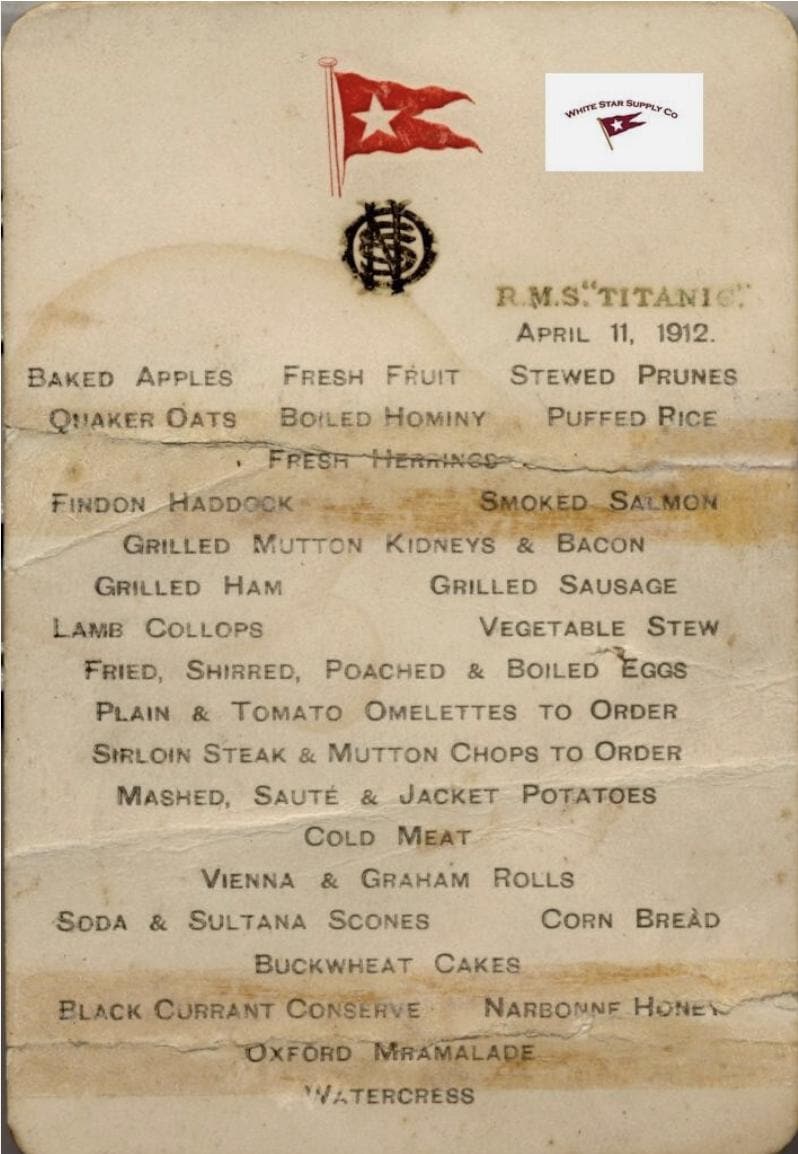 WHITE STAR SUPPLY CO
R.M.S. "TITANIC."
APRIL 11, 1912.
BAKED APPLES FRESH FRUIT STEWED PRUNES
QUAKER OATS BOILED HOMINY PUFFED RICE
FRESH HERRINGS
FINDON HADDOCK SMOKED SALMON
GRILLED MUTTON KIDNEYS & BACON
GRILLED HAM GRILLED SAUSAGE
LAMB COLLOPS VEGETABLE STEW
FRIED, SHIRRED, POACHED & BOILED EGGS
PLAIN & TOMATO OMELETTES TO ORDER
SIRLOIN STEAK & MUTTON CHOPS TO ORDER
MASHED, SAUTÉ & JACKET POTATOES
COLD MEAT
VIENNA & GRAHAM ROLLS
SODA & SULTANA SCONES CORN BREAD
BUCKWHEAT CAKES
BLACK CURRANT CONSERVE NARBONNE HONEY
OXFORD MRAMALADE
WATERCRESS